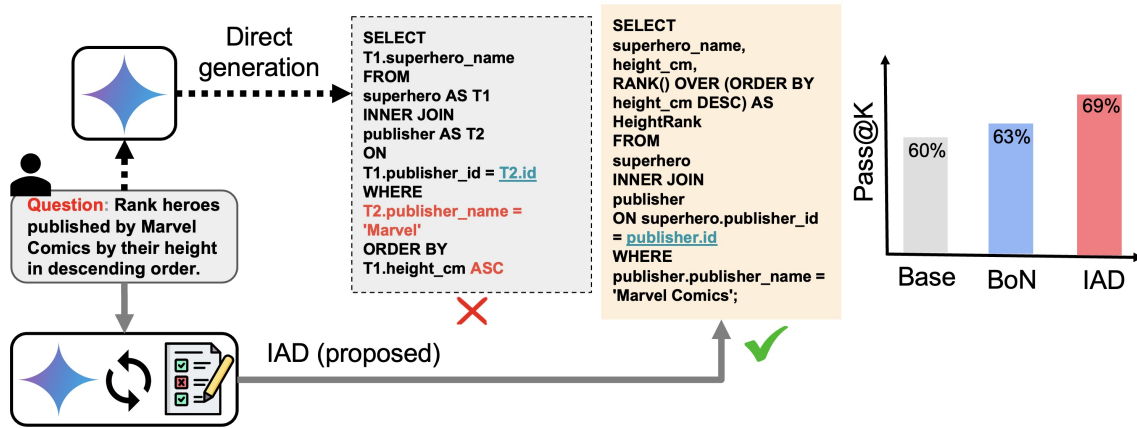 Direct
generation
Question: Rank heroes
published by Marvel
Comics by their height
in descending order.
IAD (proposed)
SELECT
T1.superhero_name
FROM
superhero AS T1
INNER JOIN
publisher AS T2
ON
T1.publisher_id = T2.id
WHERE
T2.publisher_name =
'Marvel'
ORDER BY
T1.height_cm ASC
SELECT
superhero_name,
height_cm,
RANK() OVER (ORDER BY
height_cm DESC) AS
HeightRank
FROM
superhero
INNER JOIN
publisher
ON superhero.publisher_id
= publisher.id
WHERE
publisher.publisher_name =
'Marvel Comics';
Pass@K
60%
63%
69%
Base
BoN
IAD